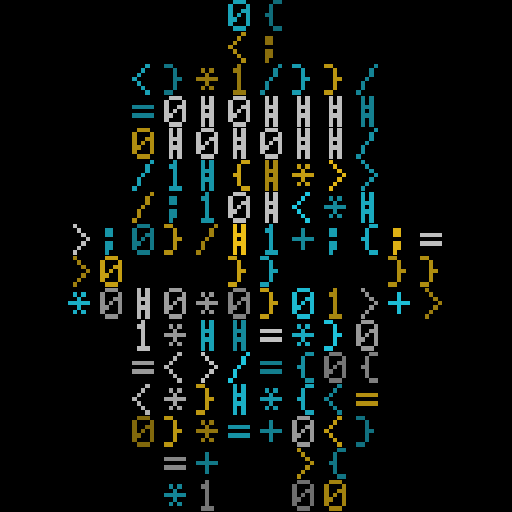 0 {
< ;
< } * 1 / } } /
= 0 # 0 # # # #
0 # 0 # 0 # # /
/ 1 # { # * > >
/ ; 1 0 # < * #
> ; 0 } / # 1 + ; { ; =
> 0 } } } }
* 0 # 0 * 0 } 0 1 > + >
1 * # # = * } 0
= < > / = { 0 {
< * } # * { < =
0 } * = + 0 < }
= + > {
* 1 0 0